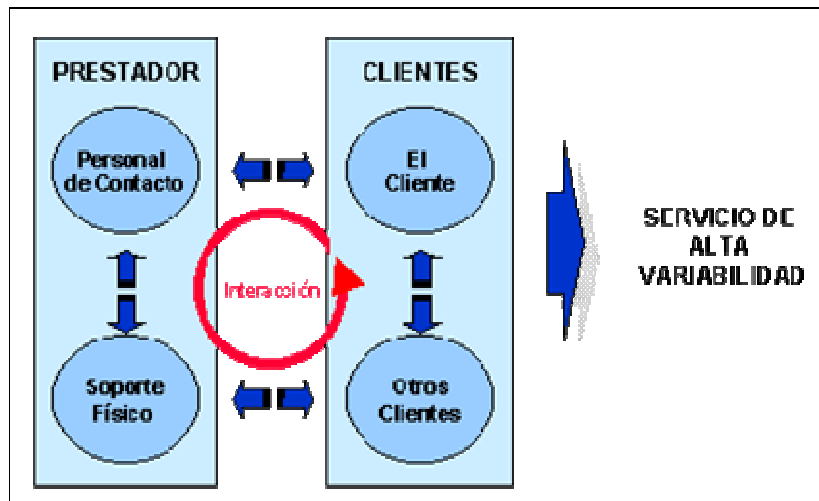 PRESTADOR
CLIENTES
Personal
de Contacto
El
Cliente
Interacción
Soporte
Físico
Otros
Clientes
SERVICIO DE
ALTA
VARIABILIDAD